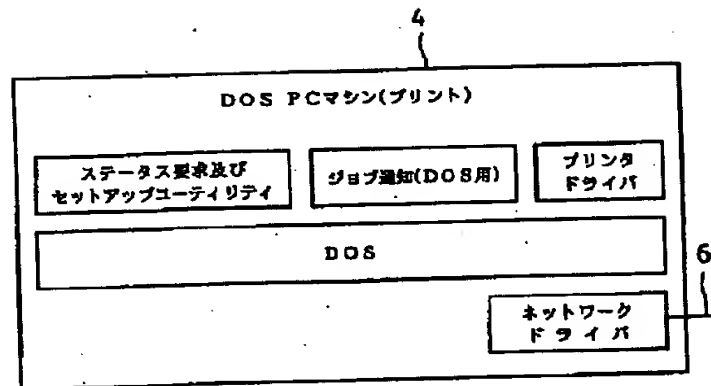 4
DOS PCマシン(プリント)
ステータス要求及び
セットアップユーティリティ
ジョブ通知(DOS用)
プリンタ
ドライバ
DOS
6
ネットワーク
ドライバ